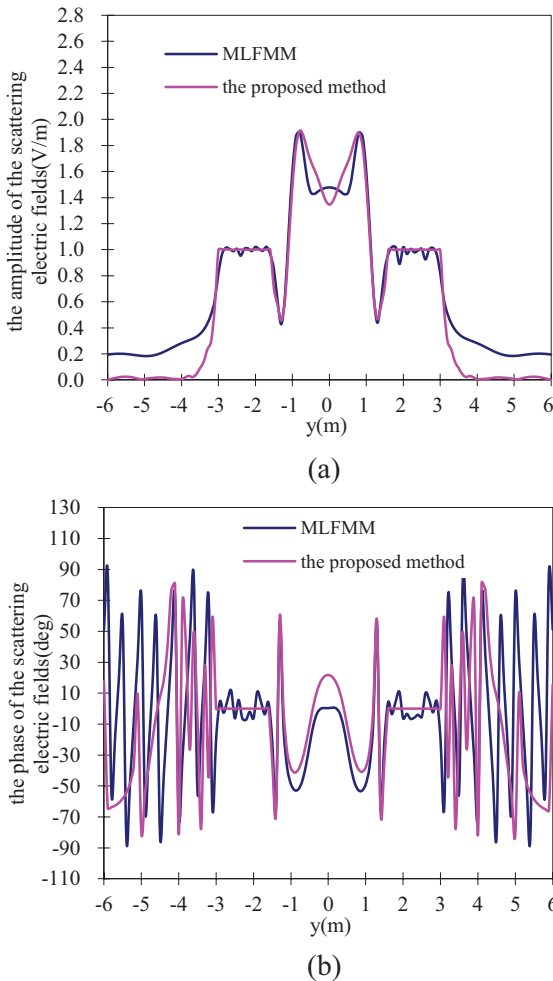 2.8
2.6
2.4
2.2
2.0
1.8
1.6
1.4
1.2
1.0
0.8
0.6
0.4
0.2
0.0
the amplitude of the scattering
electric fields(V/m)
MLFMM
the proposed method
-6 -5 -4 -3 -2 -1 0 1 2 3 4 5 6
y(m)
(a)
130
110
90
70
50
30
10
-10
-30
-50
-70
-90
-110
the phase of the scattering
electric fields(deg)
MLFMM
the proposed method
-6 -5 -4 -3 -2 -1 0 1 2 3 4 5 6
y(m)
(b)